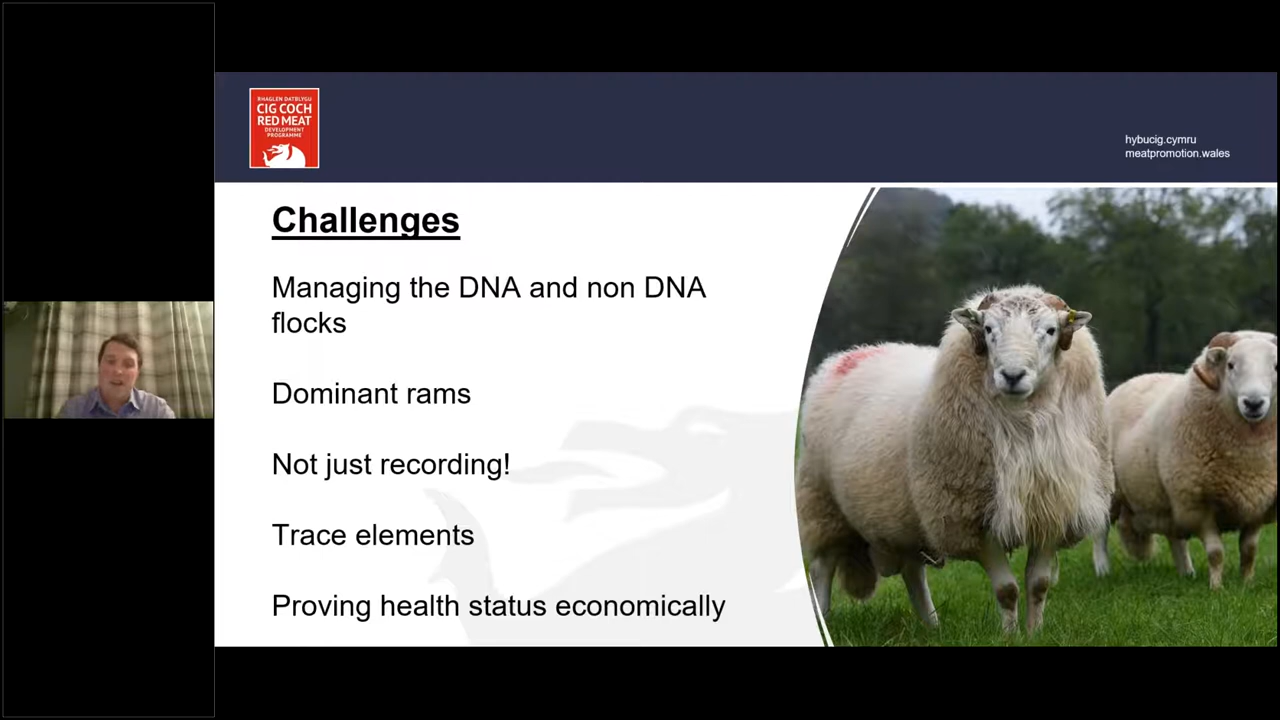 RHAGLEN DATBLYGU
CIG COCH
RED MEAT
DEVELOPMENT
PROGRAMME
hybucig.cymru
meatpromotion.wales
Challenges
Managing the DNA and non DNA
flocks
Dominant rams
Not just recording!
Trace elements
Proving health status economically